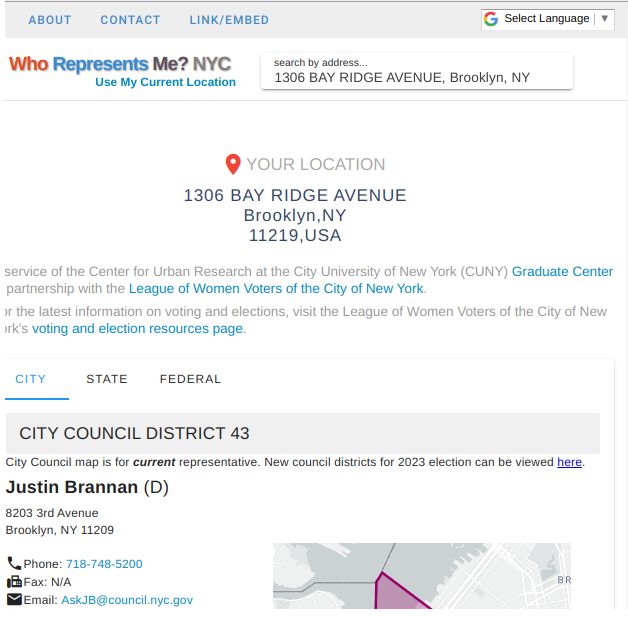 ABOUT CONTACT LINK/EMBED
G Select Language ▼
Who Represents Me? NYC
Use My Current Location
search by address...
1306 BAY RIDGE AVENUE, Brooklyn, NY
YOUR LOCATION
1306 BAY RIDGE AVENUE
Brooklyn,NY
11219,USA
service of the Center for Urban Research at the City University of New York (CUNY) Graduate Center
partnership with the League of Women Voters of the City of New York.
or the latest information on voting and elections, visit the League of Women Voters of the City of New
ork's voting and election resources page.
CITY STATE FEDERAL
CITY COUNCIL DISTRICT 43
City Council map is for current representative. New council districts for 2023 election can be viewed here.
Justin Brannan (D)
8203 3rd Avenue
Brooklyn, NY 11209
Phone: 718-748-5200
Fax: N/A
Email: AskJB@council.nyc.gov
BR